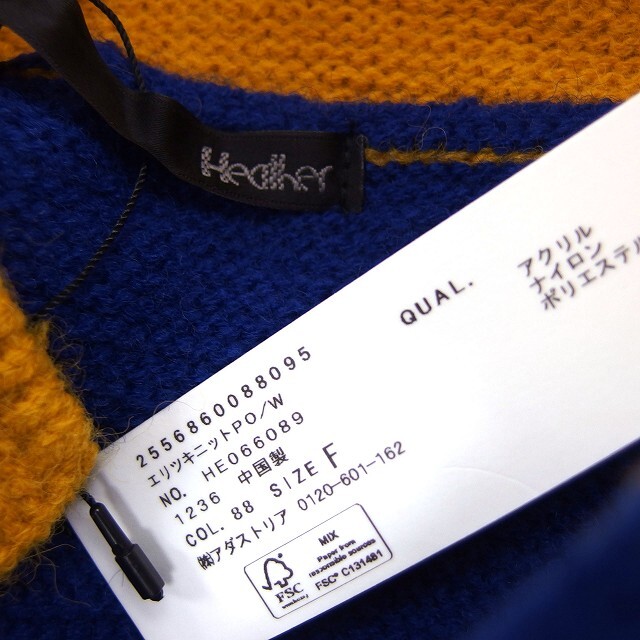 Heather
QUAL.
アクリル
ナイロン
ポリエステル
2556860088095
エリツキニットPO/W
NO. HE066089
1236 中国製
COL. 88 SIZE F
㈱アダストリア 0120-601-162
FSC
MIX
Paper from
responsible sources
FSC® C131481